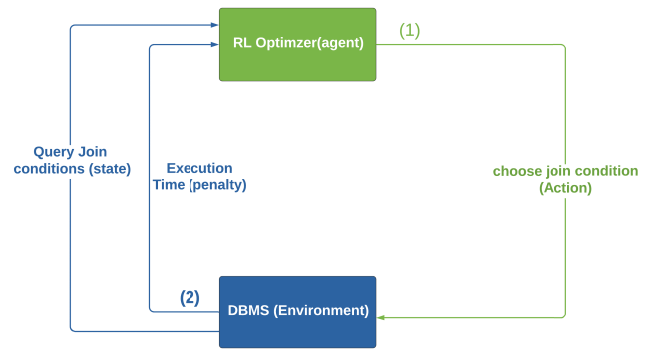 (1)
RL Optimzer(agent)
Query Join
conditions (state)
Execution
Time (penalty)
choose join condition
(Action)
(2)
DBMS (Environment)